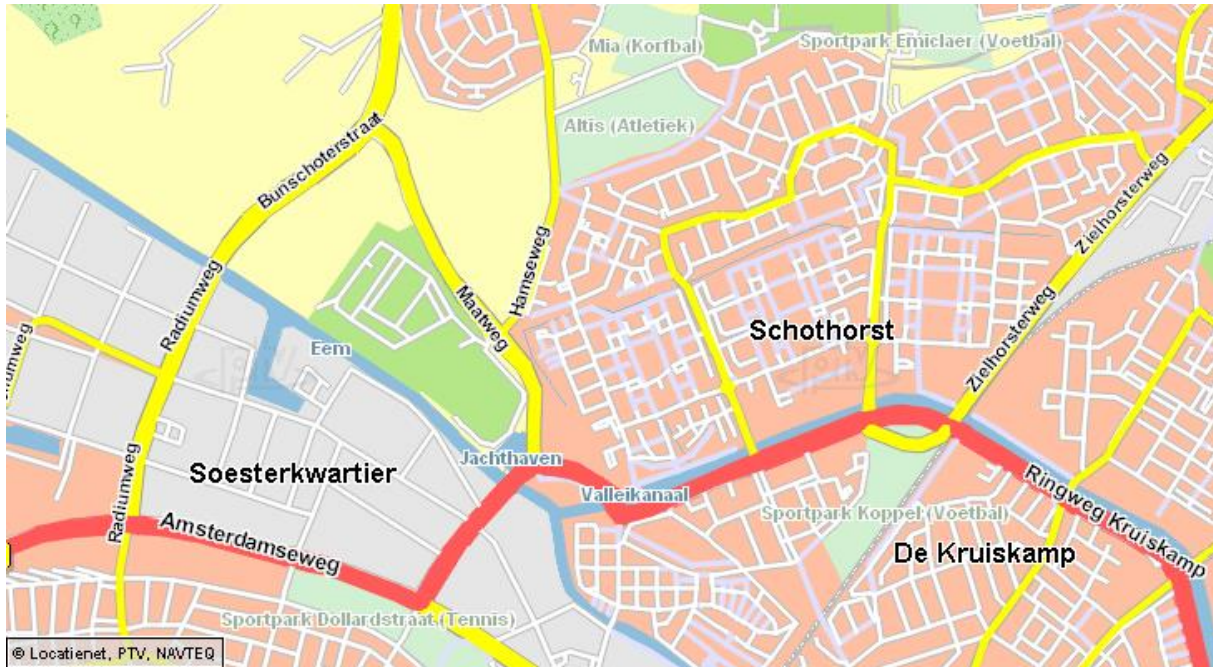 Mia (Korfbal)
Sportpark Emiclaer (Voetbal)
Altis (Atletiek)
Bunschoterstraat
Zielhorsterweg
Hamseweg
Radiumweg
Maatweg
Schothorst
Eem
Zielhorsterweg
Jachthaven
Soesterkwartier
Valleikanaal
Radiumweg
Sportpark Koppel (Voetbal)
Ringweg Kruiskamp
Amsterdamseweg
De Kruiskamp
Sportpark Dollardstraat (Tennis)
© Locatienet, PTV, NAVTEQ